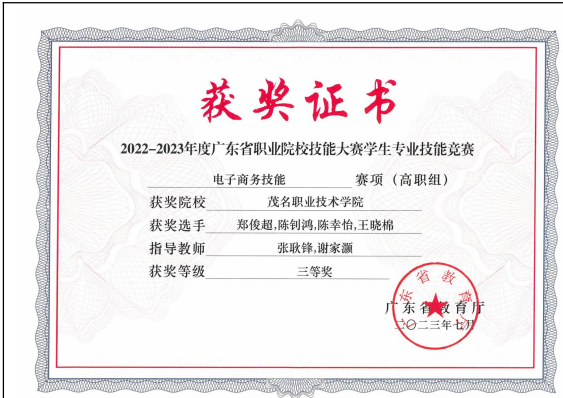 获奖证书
2022-2023年度广东省职业院校技能大赛学生专业技能竞赛
电子商务技能 赛项（高职组）
获奖院校 茂名职业技术学院
获奖选手 郑俊超,陈钊鸿,陈幸怡,王晓棉
指导教师 张耿锋,谢家灏
获奖等级 三等奖
广东省教育厅
二〇二三年七月